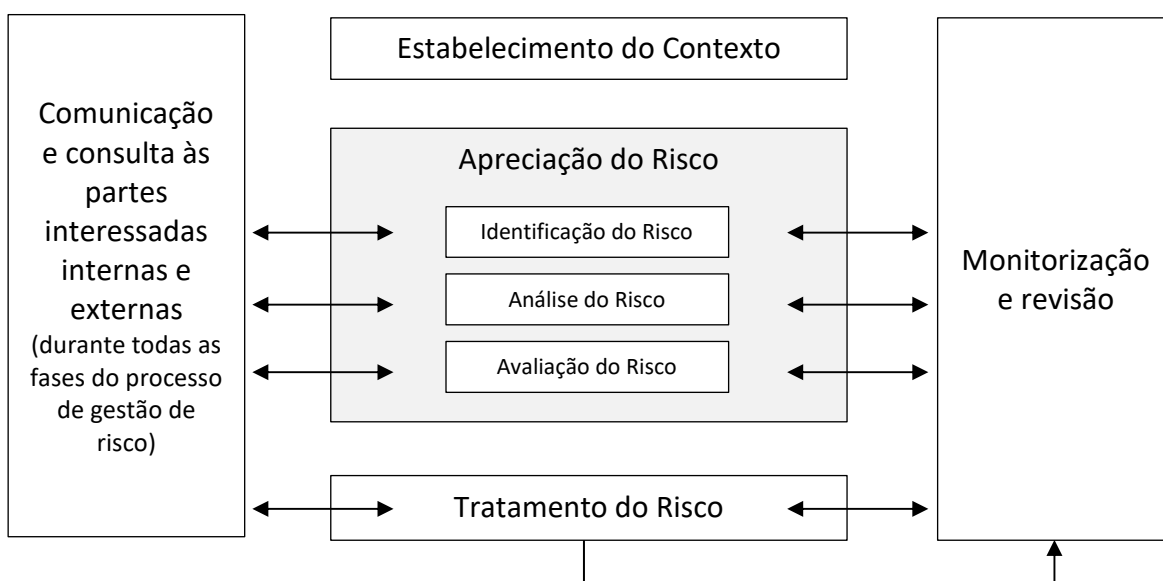 Comunicação
e consulta às
partes
interessadas
internas e
externas
(durante todas as
fases do processo
de gestão de
risco)
Estabelecimento do Contexto
Apreciação do Risco
Identificação do Risco
Análise do Risco
Avaliação do Risco
Tratamento do Risco
Monitorização
e revisão